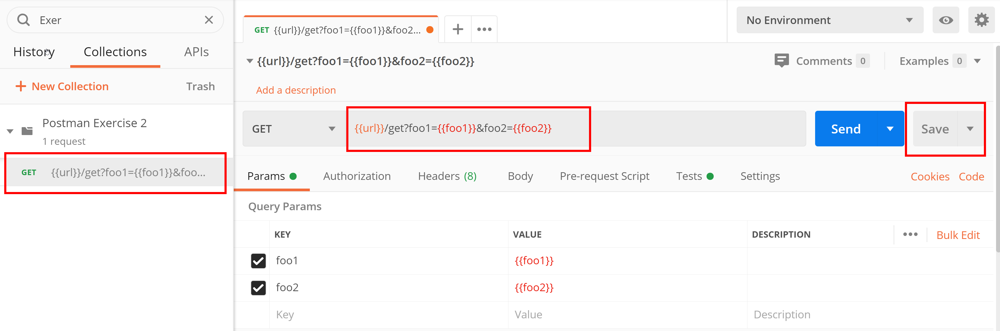 Exer
History Collections APIs
New Collection Trash
Postman Exercise 2
1 request
GET {{url}}/get?foo1={{foo1}}&foo...
GET {{url}}/get?foo1={{foo1}}&foo2...
No Environment
{{url}}/get?foo1={{foo1}}&foo2={{foo2}}
Comments 0 Examples 0
Add a description
GET {{url}}/get?foo1={{foo1}}&foo2={{foo2}} Send Save
Params Authorization Headers (8) Body Pre-request Script Tests Settings Cookies Code
Query Params
KEY VALUE DESCRIPTION Bulk Edit
foo1 {{foo1}}
foo2 {{foo2}}
Key Value Description